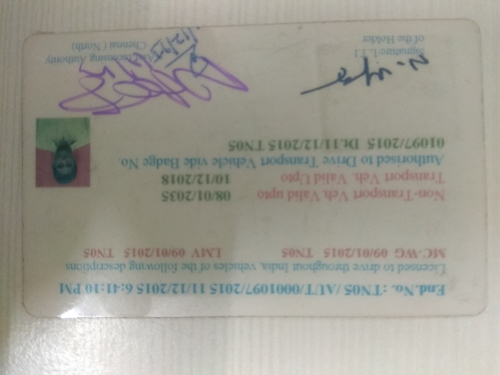 End.No. : TN05 /AUT/0001097/2015 11/12/2015 6:41:10 PM
Licensed to drive throughout India, vehicles of the following descriptions
MC.WG 09/01/2015 TN05 LMV 09/01/2015 TN05
Non-Transport Veh. Valid upto 08/01/2035
Transport Veh. Valid Upto 10/12/2018
Authorised to Drive Transport Vehicle vide Badge No.
01097/2015 Dt.11/12/2015 TN05
Signature/L.T.I Licensing Authority
of the Holder Chennai (North)